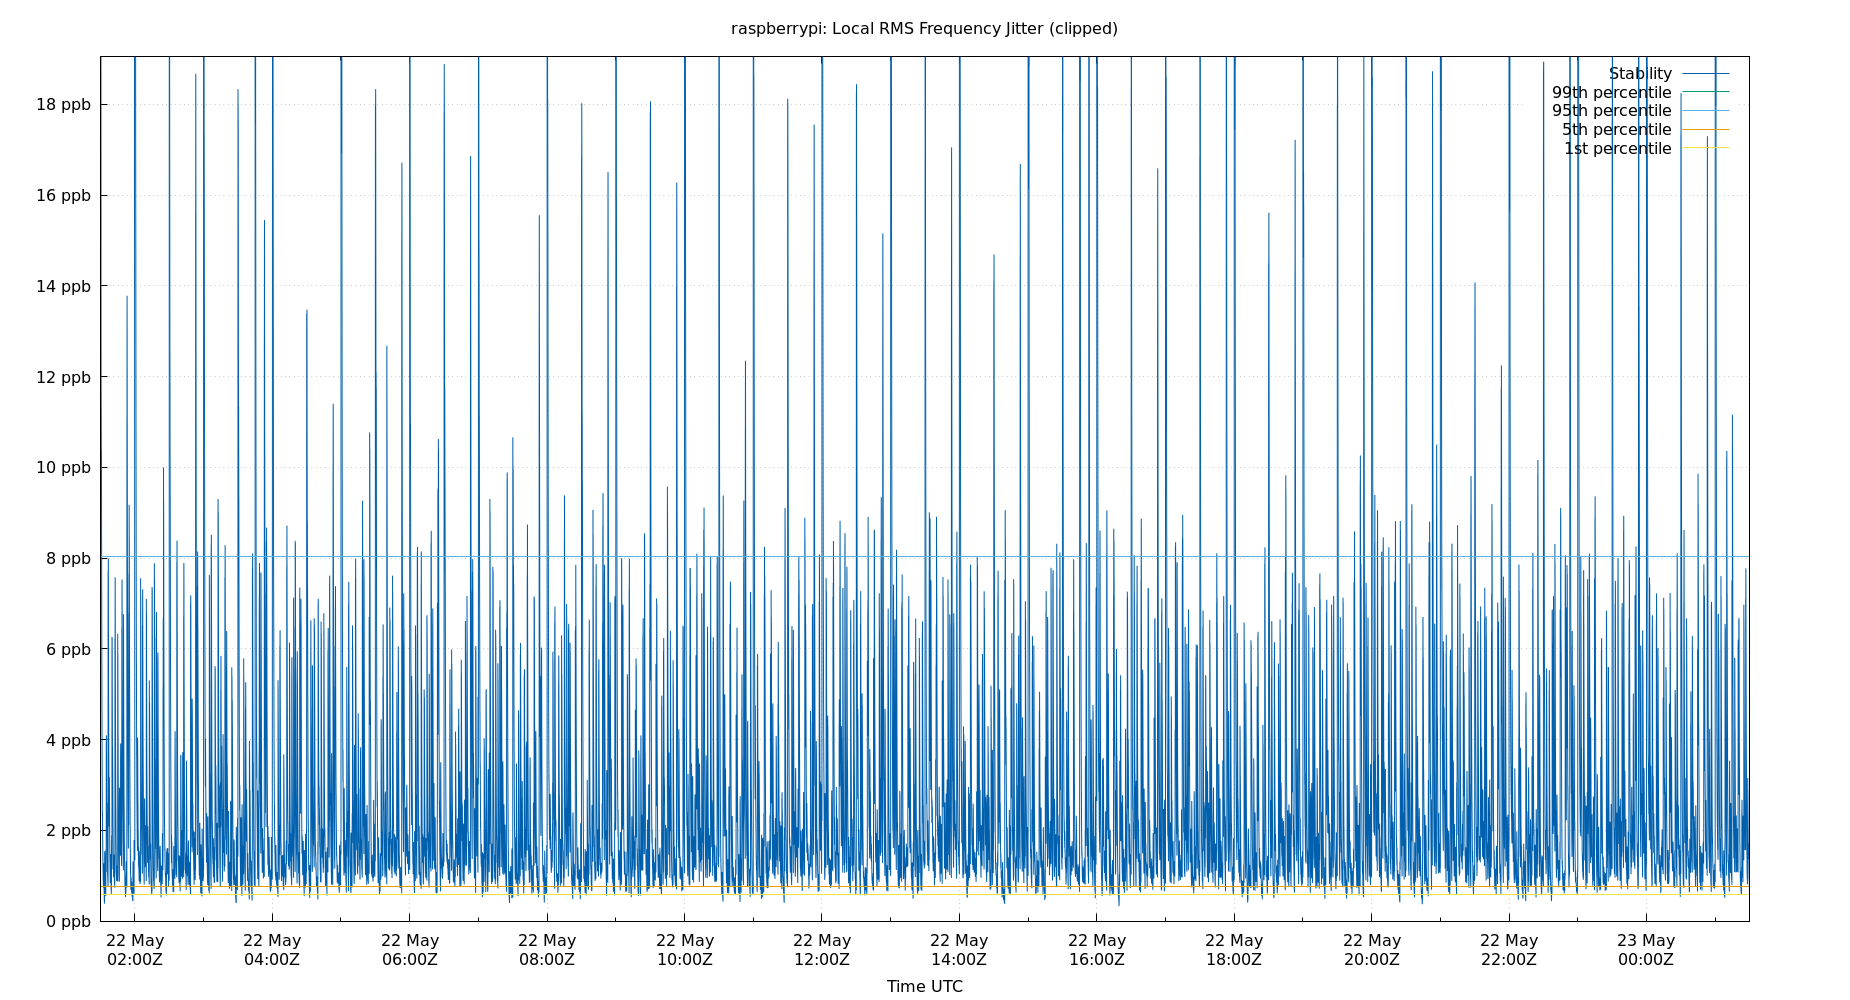 raspberrypi: Local RMS Frequency Jitter (clipped)
Stability
99th percentile
95th percentile
5th percentile
1st percentile
18 ppb
16 ppb
14 ppb
12 ppb
10 ppb
8 ppb
6 ppb
4 ppb
2 ppb
0 ppb
22 May 22 May 22 May 22 May 22 May 22 May 22 May 22 May 22 May 22 May 22 May 23 May
02:00Z 04:00Z 06:00Z 08:00Z 10:00Z 12:00Z 14:00Z 16:00Z 18:00Z 20:00Z 22:00Z 00:00Z
Time UTC